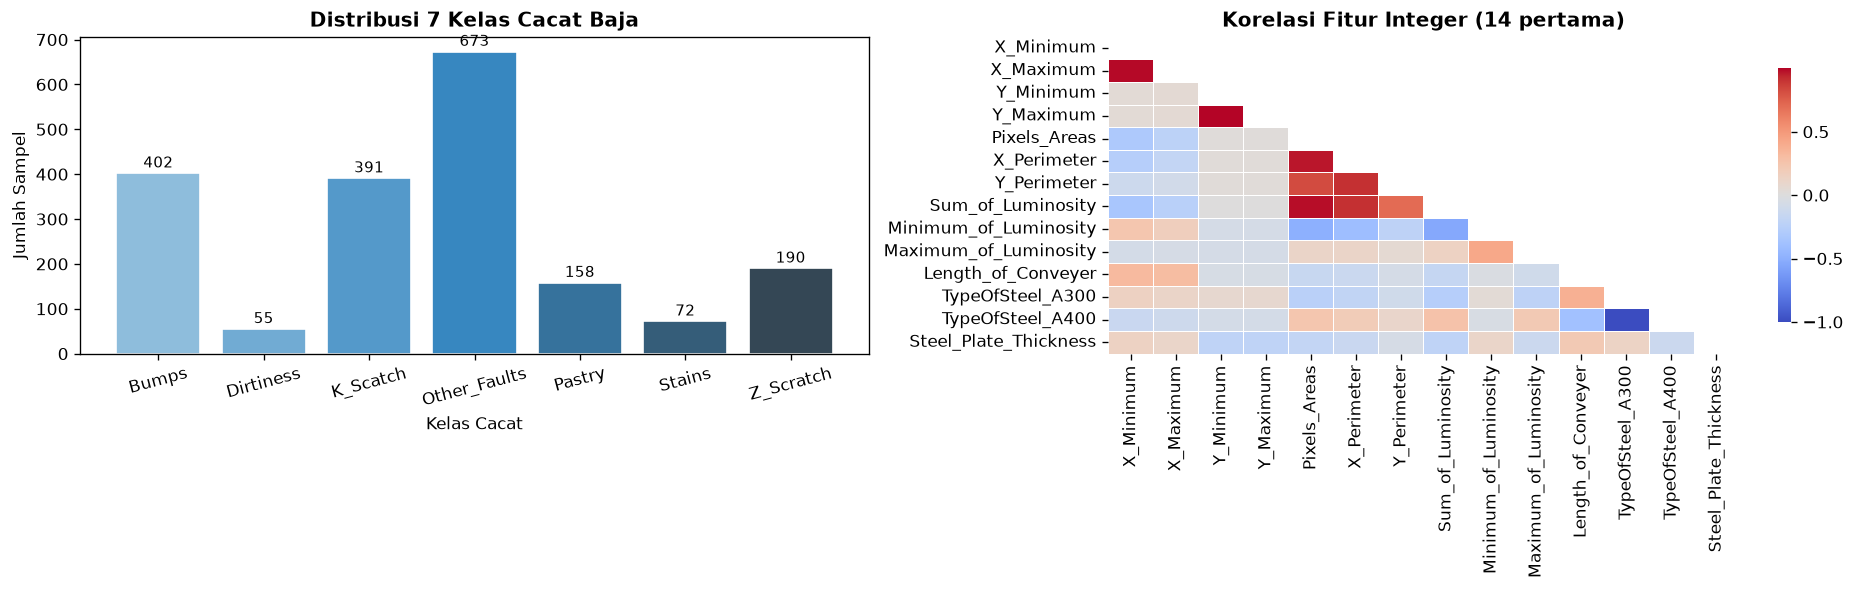 Distribusi 7 Kelas Cacat Baja
Jumlah Sampel
700
600
500
400
300
200
100
0
402
55
391
673
158
72
190
Bumps
Dirtiness
K_Scatch
Other_Faults
Pastry
Stains
Z_Scratch
Kelas Cacat
Korelasi Fitur Integer (14 pertama)
X_Minimum
X_Maximum
Y_Minimum
Y_Maximum
Pixels_Areas
X_Perimeter
Y_Perimeter
Sum_of_Luminosity
Minimum_of_Luminosity
Maximum_of_Luminosity
Length_of_Conveyer
TypeOfSteel_A300
TypeOfSteel_A400
Steel_Plate_Thickness
X_Minimum
X_Maximum
Y_Minimum
Y_Maximum
Pixels_Areas
X_Perimeter
Y_Perimeter
Sum_of_Luminosity
Minimum_of_Luminosity
Maximum_of_Luminosity
Length_of_Conveyer
TypeOfSteel_A300
TypeOfSteel_A400
Steel_Plate_Thickness
0.5
0.0
−0.5
−1.0